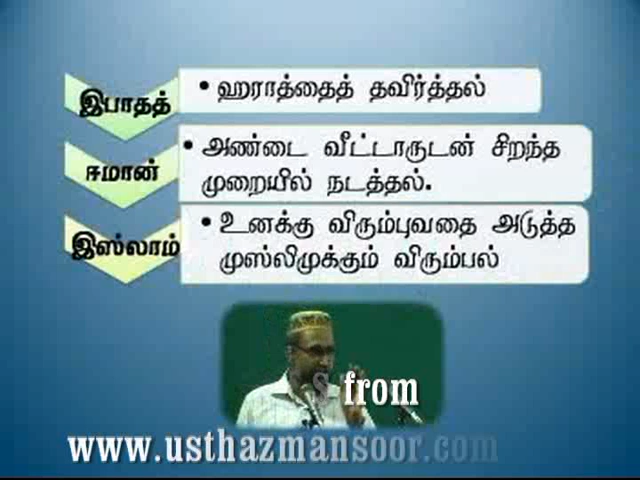 இபாதத்
• ஹராத்தைத் தவிர்த்தல்
ஈமான்
• அண்டை வீட்டாருடன் சிறந்த
முறையில் நடத்தல்.
இஸ்லாம்
• உனக்கு விரும்புவதை அடுத்த
முஸ்லிமுக்கும் விரும்பல்
from
www.usthazmansoor.com